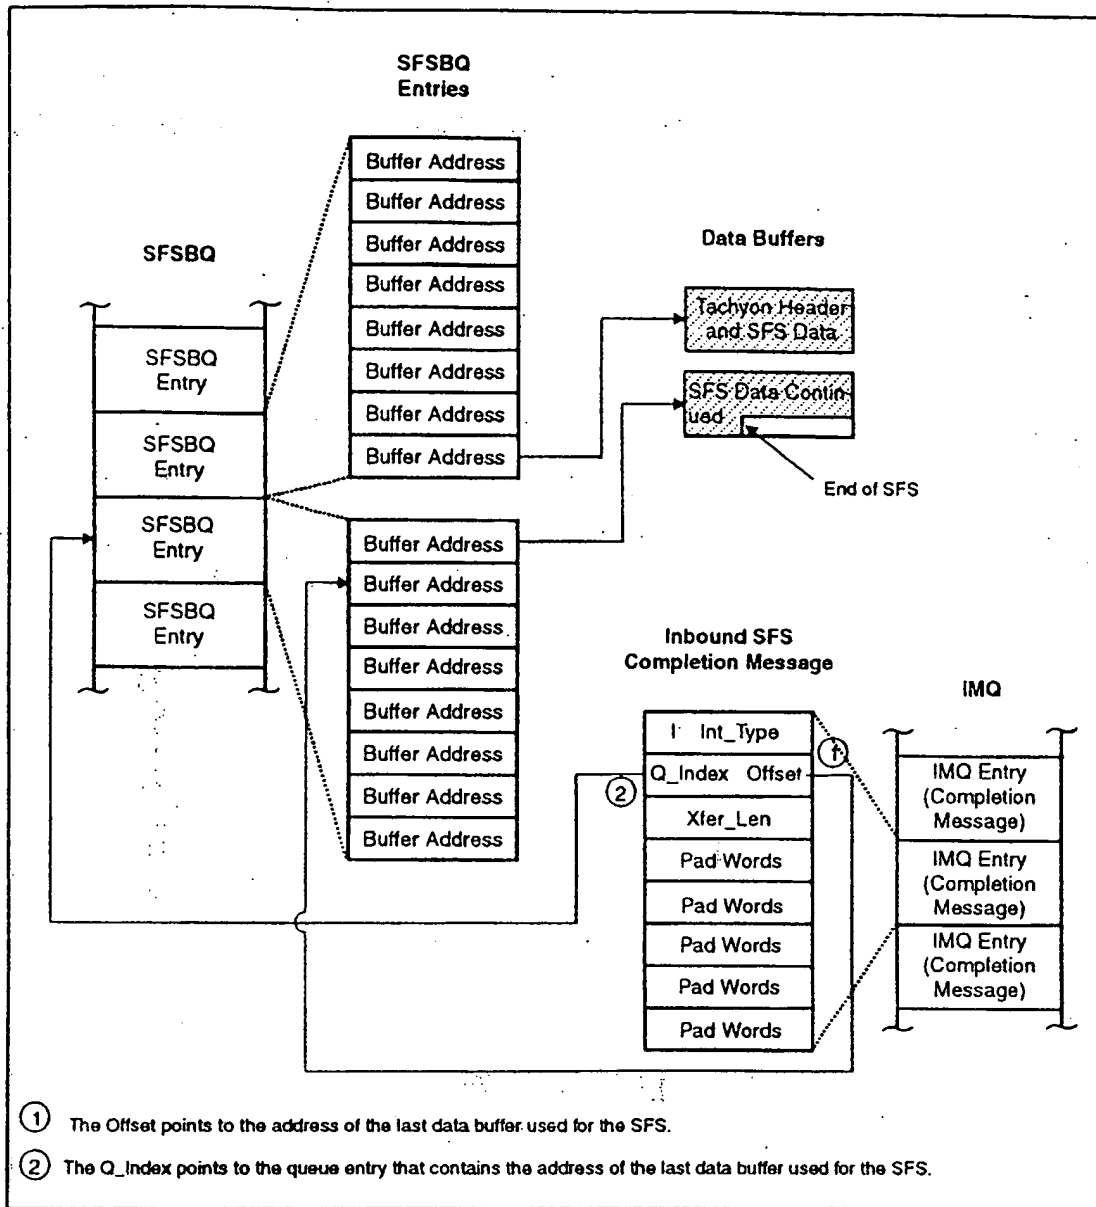 SFSBQ
Entries
Buffer Address
Buffer Address
Buffer Address
Buffer Address
Buffer Address
Buffer Address
Buffer Address
Buffer Address
SFSBQ
SFSBQ
Entry
SFSBQ
Entry
SFSBQ
Entry
SFSBQ
Entry
Data Buffers
Tachyon Header
and SFS Data
SFS Data Contin-
ued
End of SFS
Buffer Address
Buffer Address
Buffer Address
Buffer Address
Buffer Address
Buffer Address
Buffer Address
Buffer Address
Inbound SFS
Completion Message
I Int_Type
1
Q_Index Offset
2
Xfer_Len
Pad Words
Pad Words
Pad Words
Pad Words
Pad Words
IMQ
IMQ Entry
(Completion
Message)
IMQ Entry
(Completion
Message)
IMQ Entry
(Completion
Message)
1 The Offset points to the address of the last data buffer used for the SFS.
2 The Q_Index points to the queue entry that contains the address of the last data buffer used for the SFS.